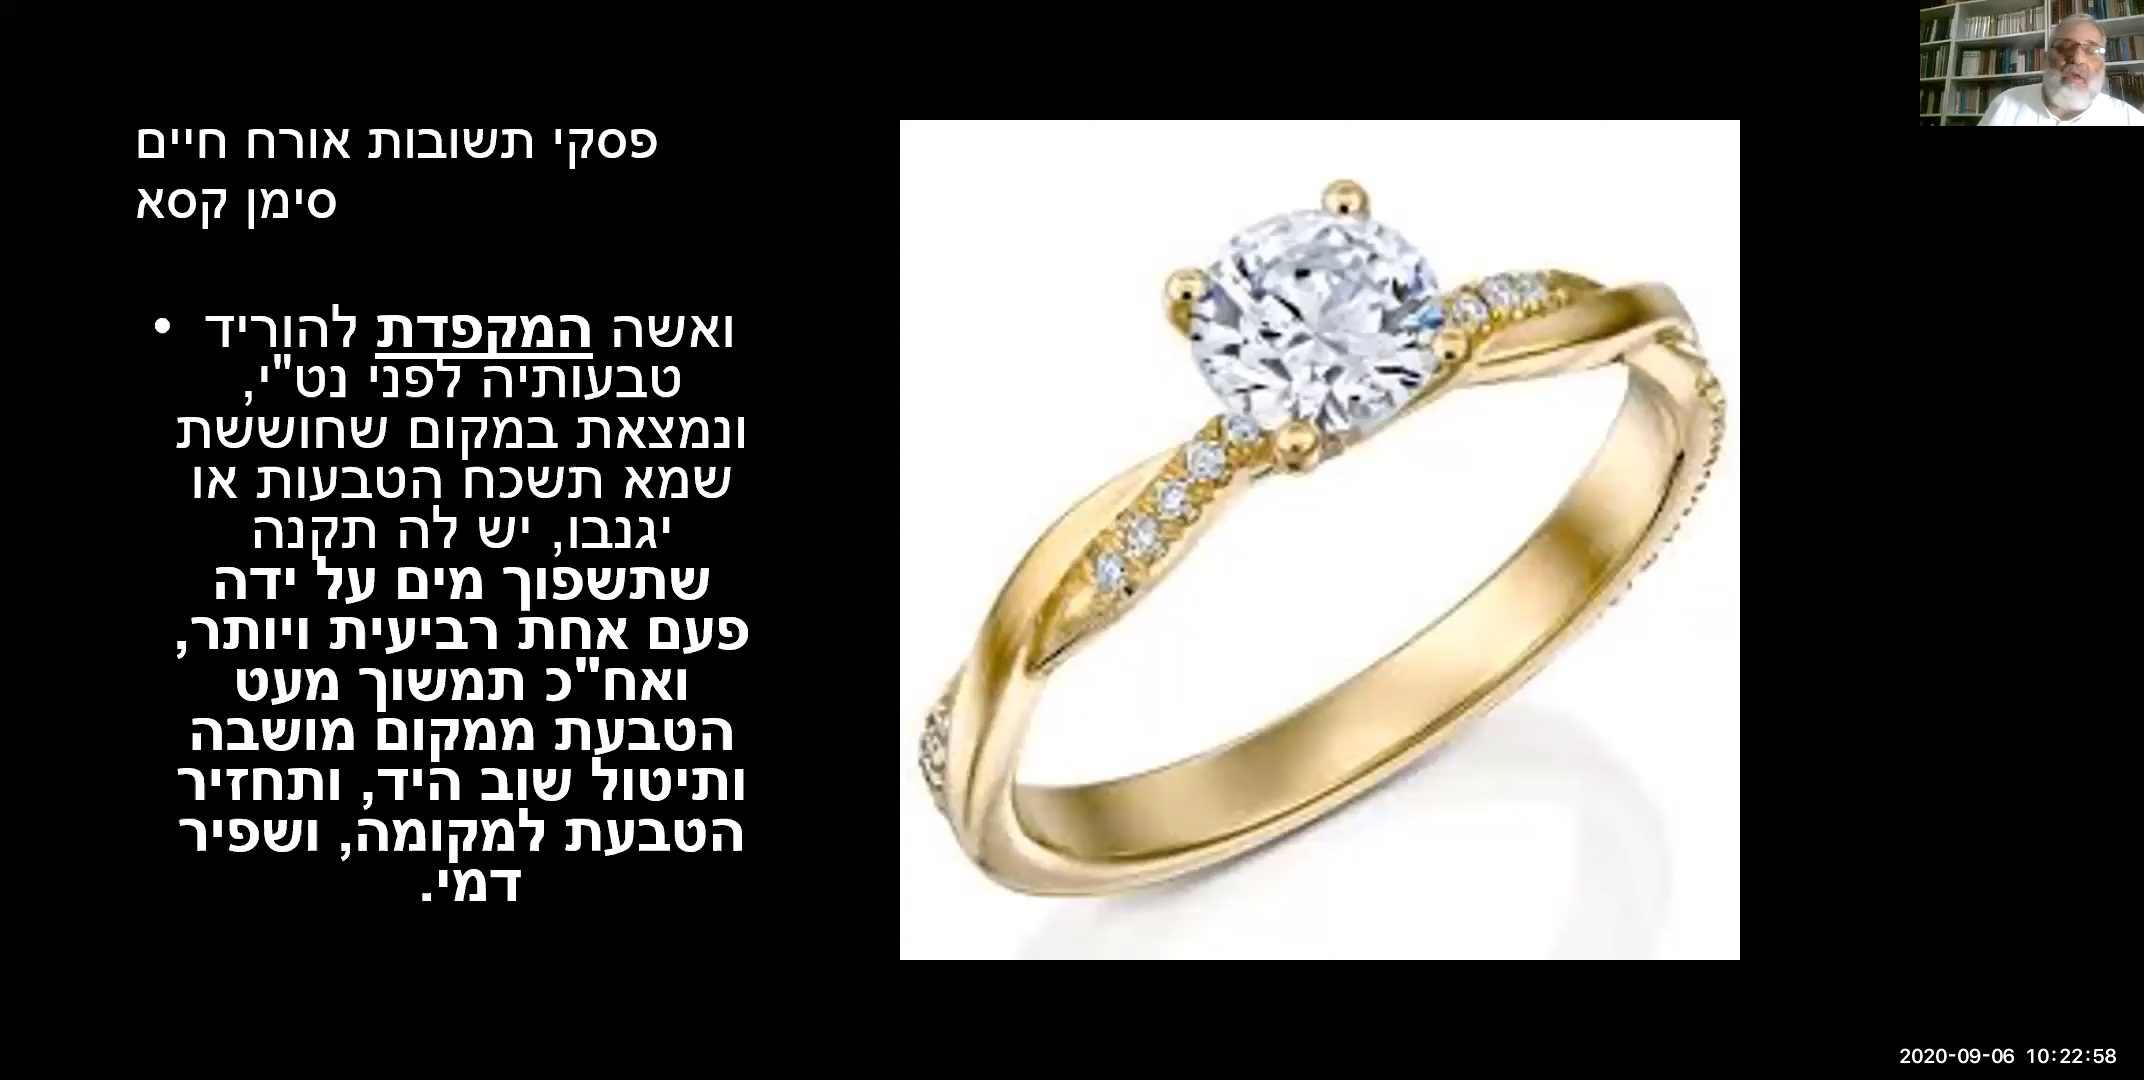 פסקי תשובות אורח חיים
סימן קסא
• ואשה המקפדת להוריד
טבעותיה לפני נט"י,
ונמצאת במקום שחוששת
שמא תשכח הטבעות או
יגנבו, יש לה תקנה
שתשפוך מים על ידה
פעם אחת רביעית ויותר,
ואח"כ תמשוך מעט
הטבעת ממקום מושבה
ותיטול שוב היד, ותחזיר
הטבעת למקומה, ושפיר
דמי.
2020-09-06 10:22:58